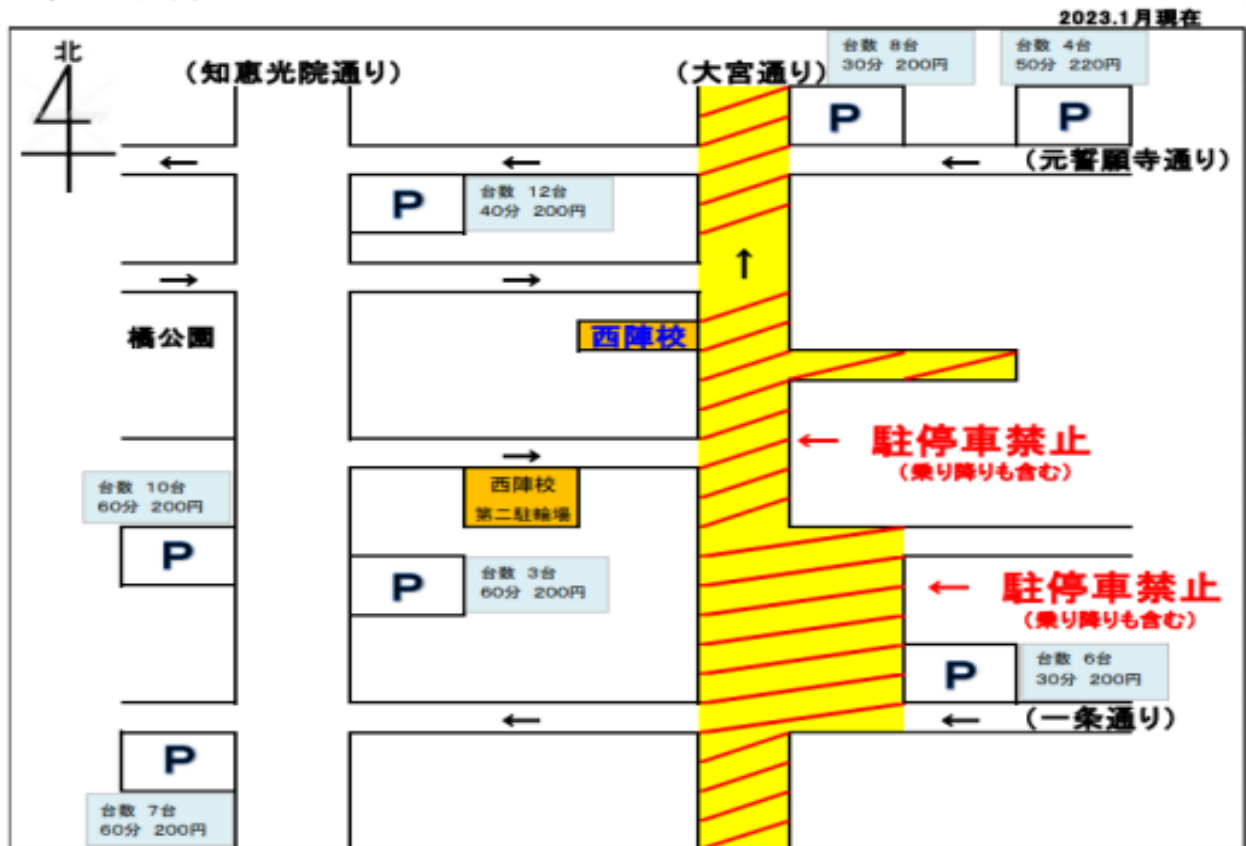 2023.1月現在
北
(知恵光院通り)
(大宮通り)
台数 8台
30分 200円
台数 4台
50分 220円
P
P
←
←
←
(元誓願寺通り)
P
台数 12台
40分 200円
→
→
↑
橘公園
西陣校
→
← 駐停車禁止
(乗り降りも含む)
台数 10台
60分 200円
西陣校
第二駐輪場
P
P
台数 3台
60分 200円
← 駐停車禁止
(乗り降りも含む)
P
台数 6台
30分 200円
←
←
(一条通り)
P
台数 7台
60分 200円